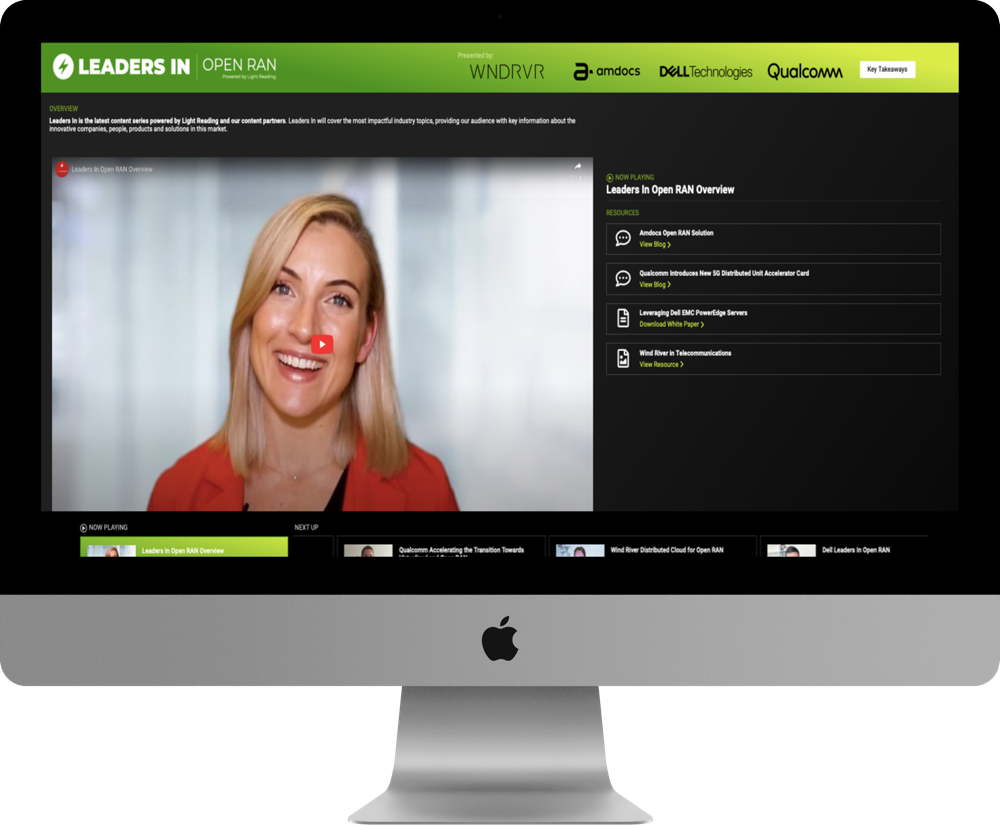 LEADERS IN OPEN RAN
Powered by Light Reading
Presented by:
WNDRVR amdocs DELLTechnologies Qualcomm Key Takeaways
OVERVIEW
Leaders In is the latest content series powered by Light Reading and our content partners. Leaders In will cover the most impactful industry topics, providing our audience with key information about the
innovative companies, people, products and solutions in this market.
Leaders In Open RAN Overview
NOW PLAYING
Leaders In Open RAN Overview
RESOURCES
Amdocs Open RAN Solution
View Blog
Qualcomm Introduces New 5G Distributed Unit Accelerator Card
View Blog
Leveraging Dell EMC PowerEdge Servers
Download White Paper
Wind River in Telecommunications
View Resource
NOW PLAYING
NEXT UP
Leaders In Open RAN Overview
Qualcomm Accelerating the Transition Towards
Wind River Distributed Cloud for Open RAN
Dell Leaders In Open RAN